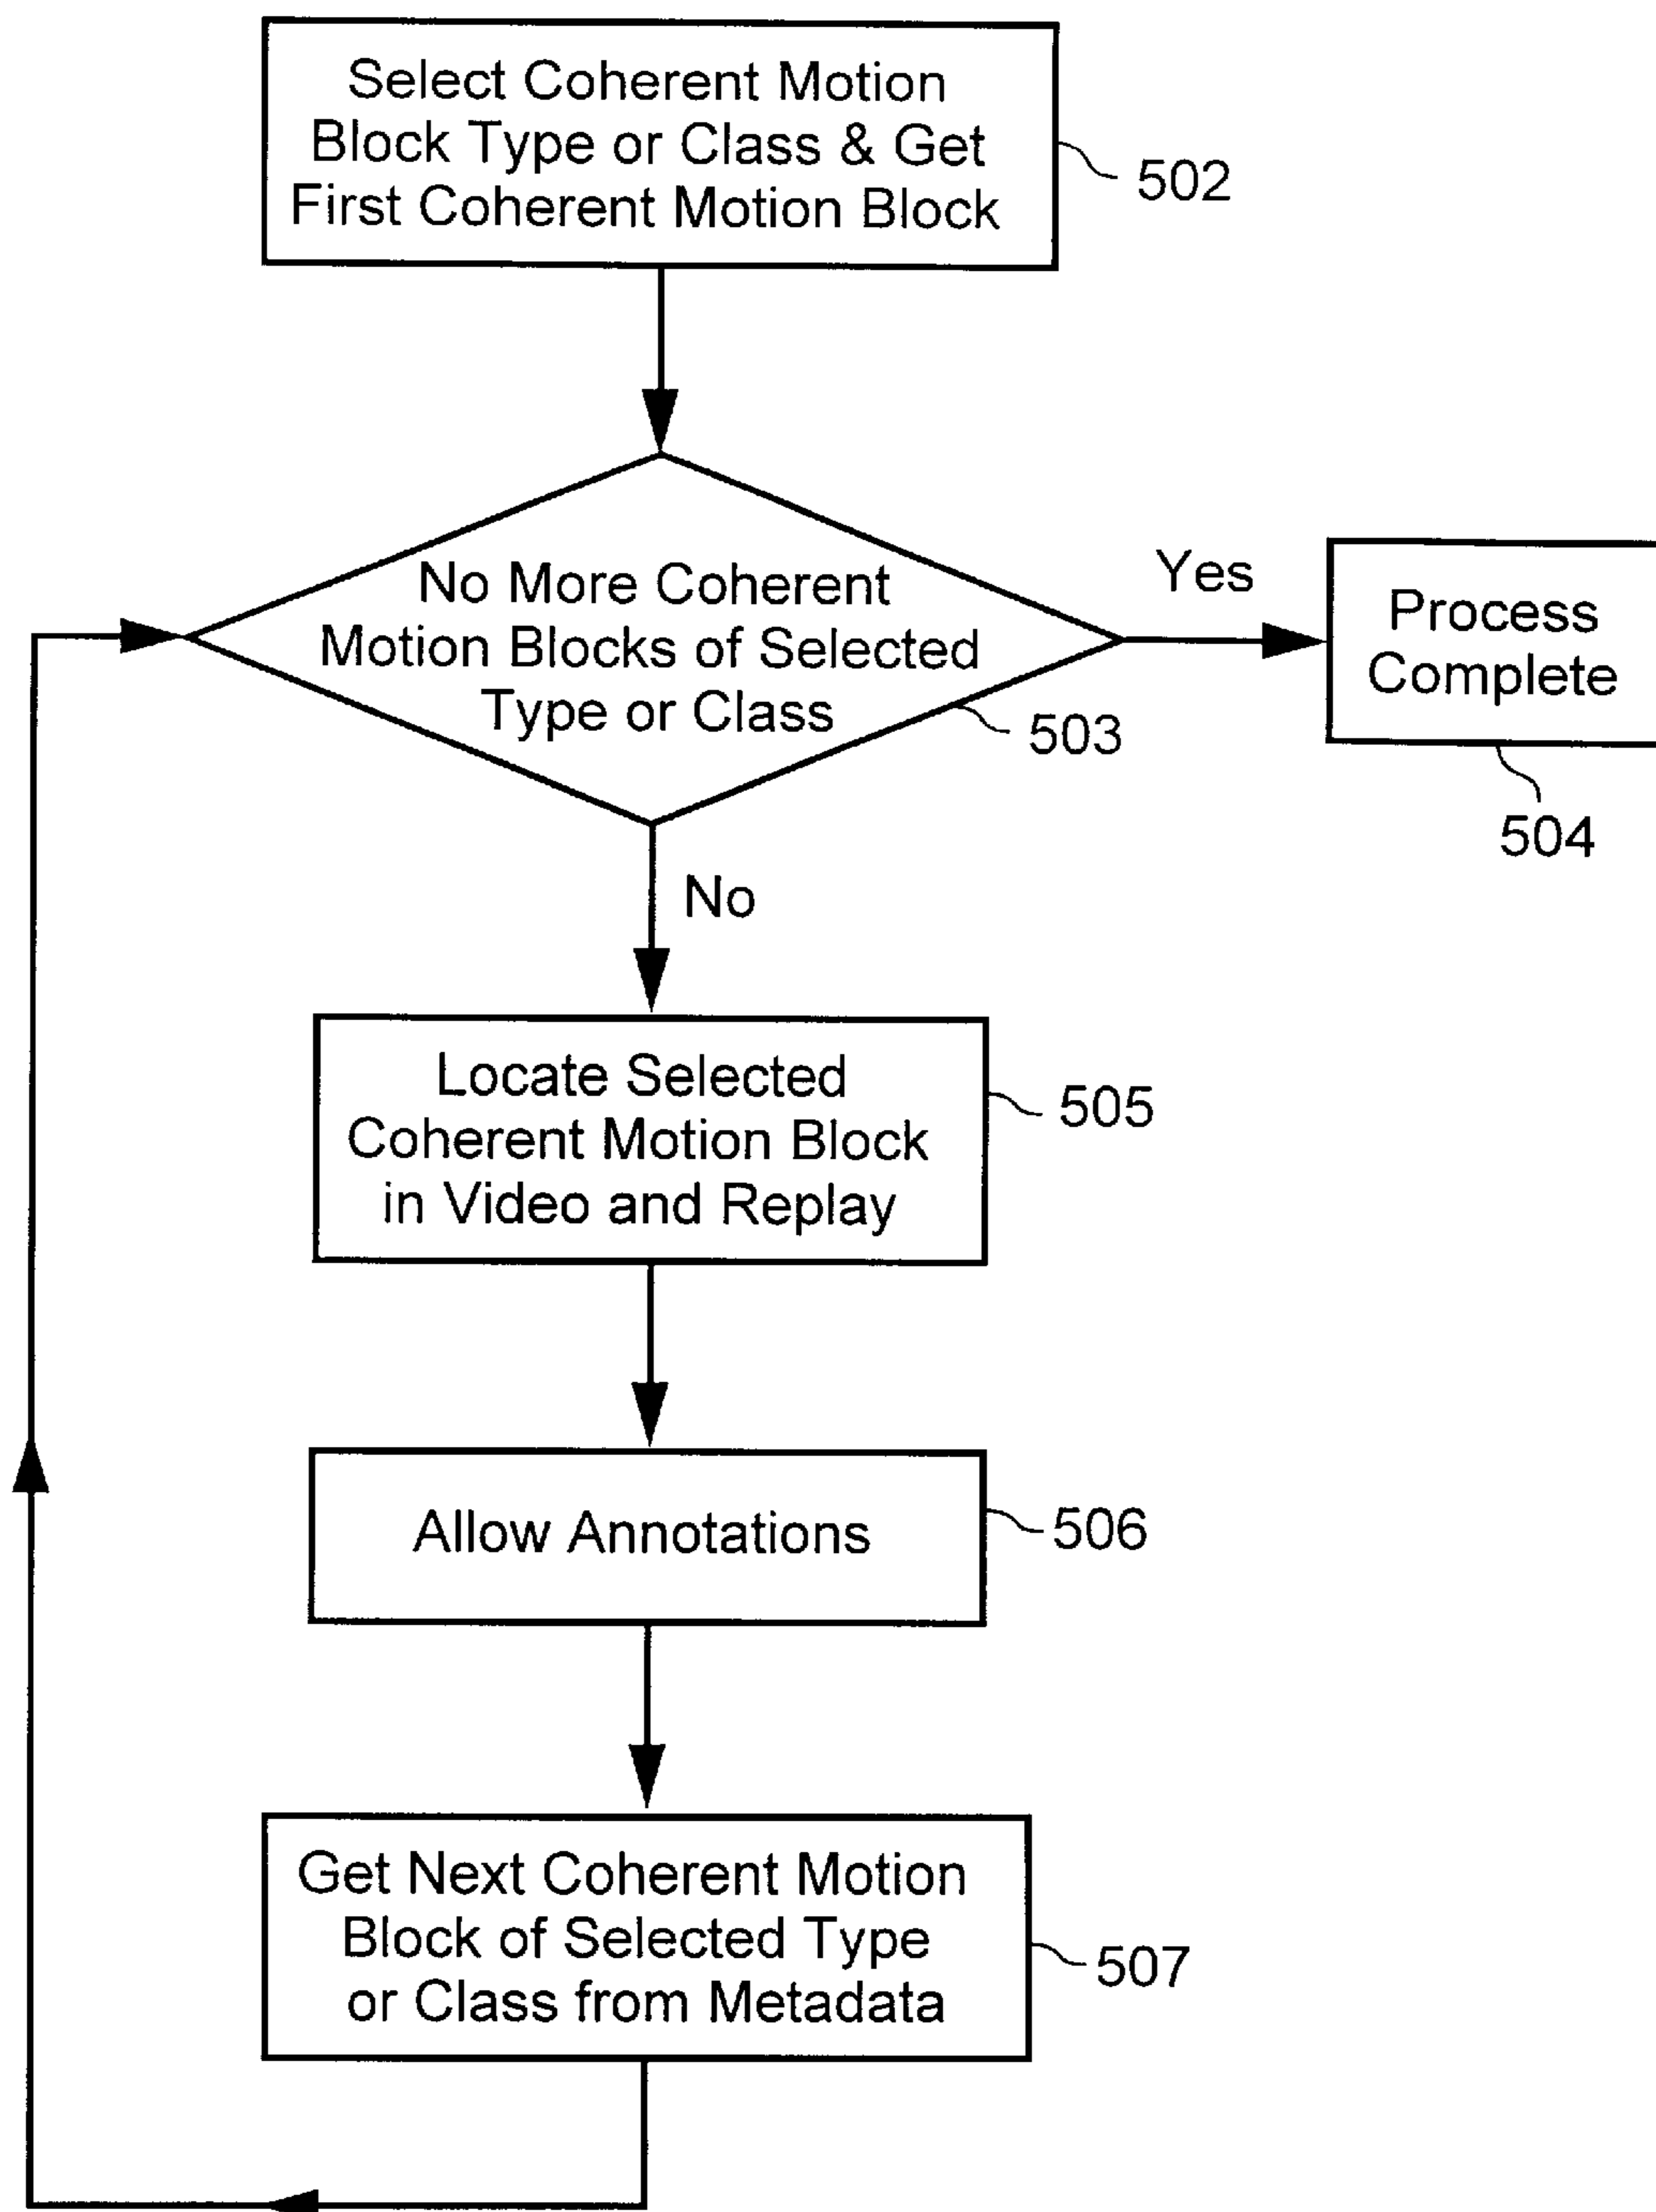 Select Coherent Motion
Block Type or Class & Get
First Coherent Motion Block
502
No More Coherent
Motion Blocks of Selected
Type or Class
503
Yes
Process
Complete
504
No
Locate Selected
Coherent Motion Block
in Video and Replay
505
Allow Annotations
506
Get Next Coherent Motion
Block of Selected Type
or Class from Metadata
507